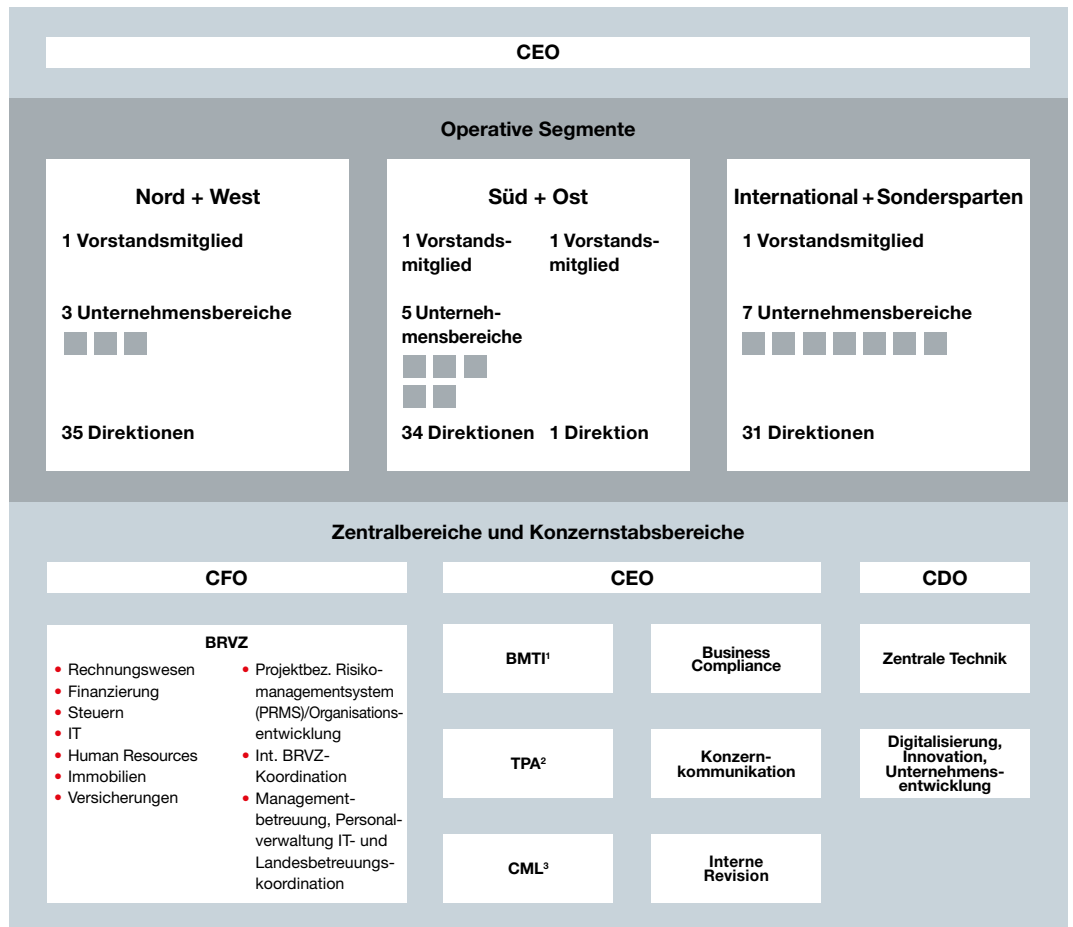 CEO
Operative Segmente
Nord + West
1 Vorstandsmitglied
3 Unternehmensbereiche
35 Direktionen
Süd + Ost
1 Vorstands-
mitglied
1 Vorstands-
mitglied
5 Unterneh-
mensbereiche
34 Direktionen
1 Direktion
International + Sondersparten
1 Vorstandsmitglied
7 Unternehmensbereiche
31 Direktionen
Zentralbereiche und Konzernstabsbereiche
CFO
BRVZ
• Rechnungswesen
• Finanzierung
• Steuern
• IT
• Human Resources
• Immobilien
• Versicherungen
• Projektbez. Risiko-
managementsystem
(PRMS)/Organisations-
entwicklung
• Int. BRVZ-
Koordination
• Management-
betreuung, Personal-
verwaltung IT- und
Landesbetreuungs-
koordination
CEO
BMTI¹
Business
Compliance
TPA²
Konzern-
kommunikation
CML³
Interne
Revision
CDO
Zentrale Technik
Digitalisierung,
Innovation,
Unternehmens-
entwicklung